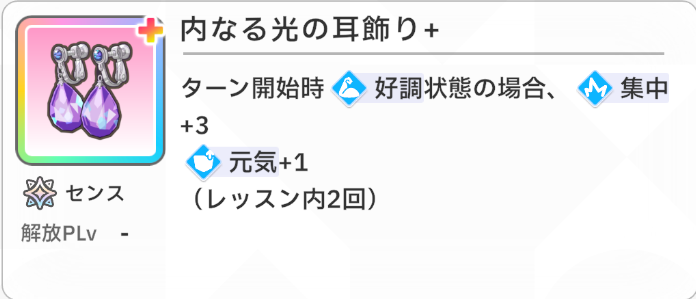 内なる光の耳飾り+
ターン開始時 好調状態の場合、 集中
+3
元気+1
（レッスン内2回）
センス
解放PLv -